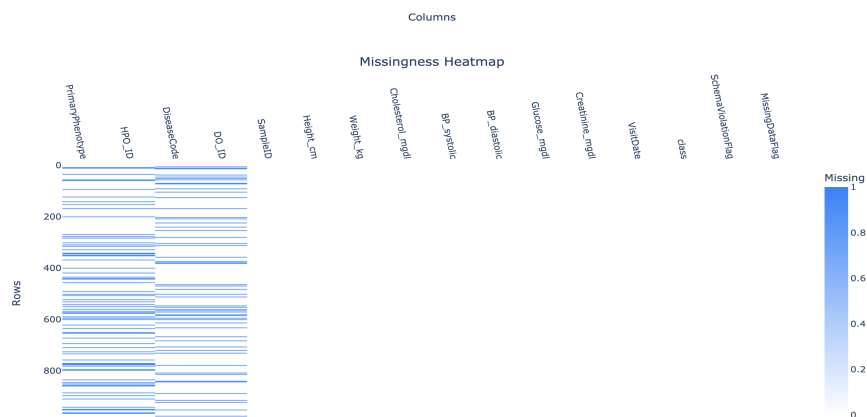 Columns
Missingness Heatmap
PrimaryPhenotype
HPO_ID
DiseaseCode
DO_ID
SampleID
Height_cm
Weight_kg
Cholesterol_mgdl
BP_systolic
BP_diastolic
Glucose_mgdl
Creatinine_mgdl
VisitDate
class
SchemaViolationFlag
MissingDataFlag
Rows
0
200
400
600
800
Missing
1
0.8
0.6
0.4
0.2
0